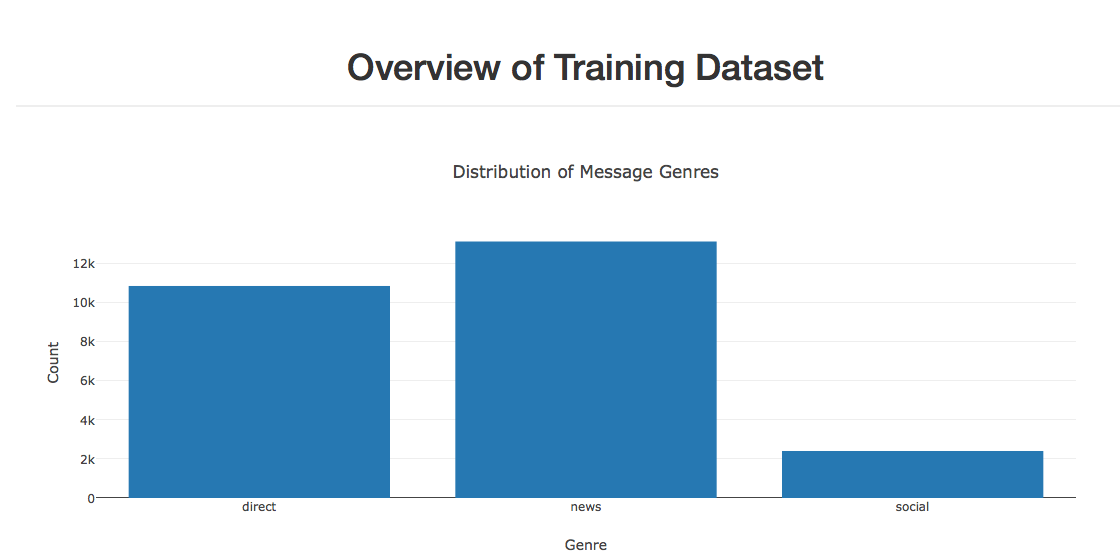 Overview of Training Dataset
Distribution of Message Genres
12k
10k
8k
6k
4k
2k
0
Count
direct
news
social
Genre